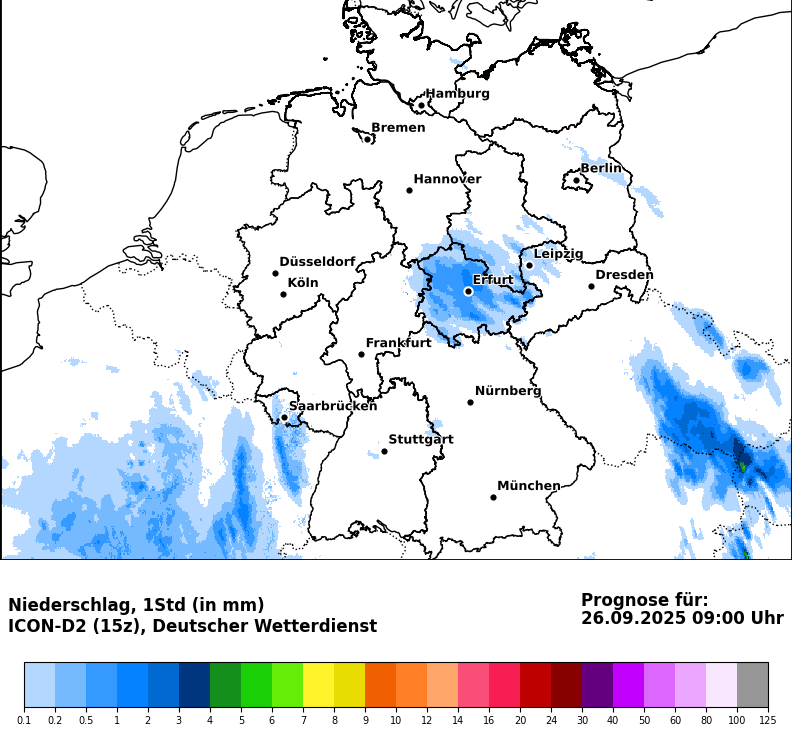 Hamburg
Bremen
Berlin
Hannover
Leipzig
Düsseldorf
Dresden
Köln
Erfurt
Frankfurt
Nürnberg
Saarbrücken
Stuttgart
München
Niederschlag, 1Std (in mm)
ICON-D2 (15z), Deutscher Wetterdienst
Prognose für:
26.09.2025 09:00 Uhr
0.1 0.2 0.5 1 2 3 4 5 6 7 8 9 10 12 14 16 20 24 30 40 50 60 80 100 125